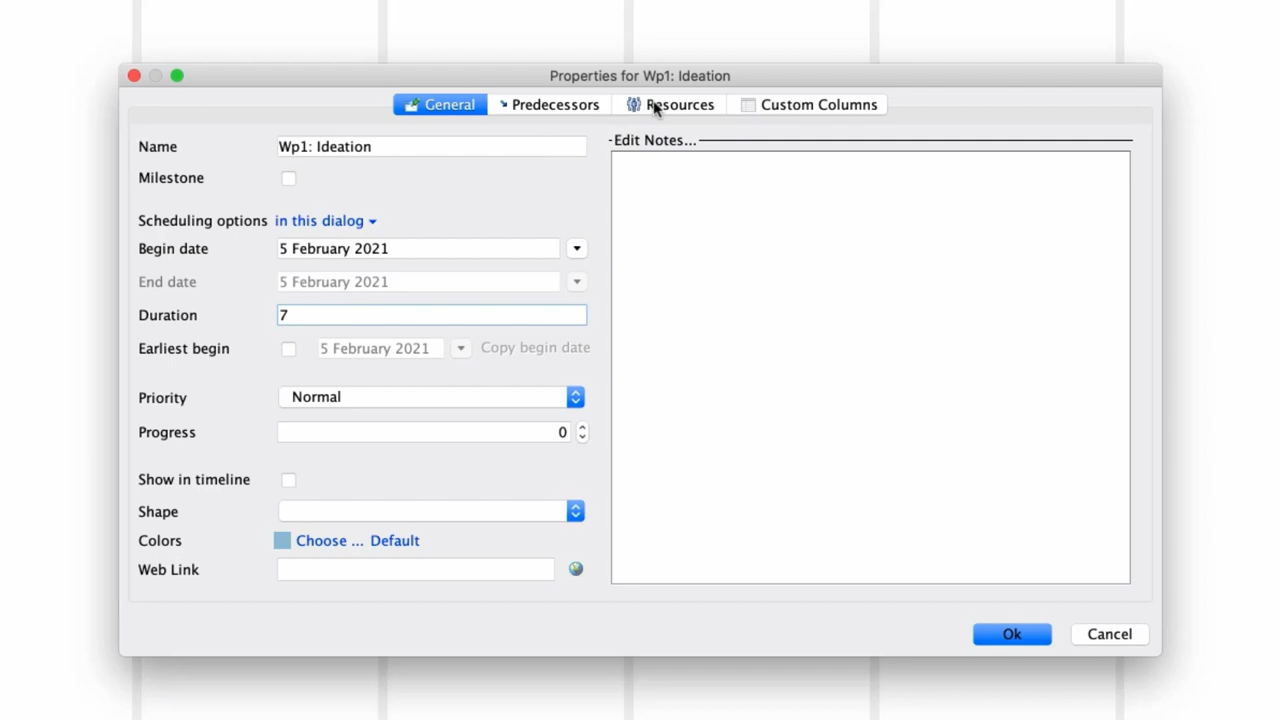 Properties for Wp1: Ideation
General Predecessors Resources Custom Columns
Name Wp1: Ideation
Milestone
Scheduling options in this dialog
Begin date 5 February 2021
End date 5 February 2021
Duration 7
Earliest begin 5 February 2021 Copy begin date
Priority Normal
Progress 0
Show in timeline
Shape
Colors Choose ... Default
Web Link
Edit Notes...
Ok Cancel